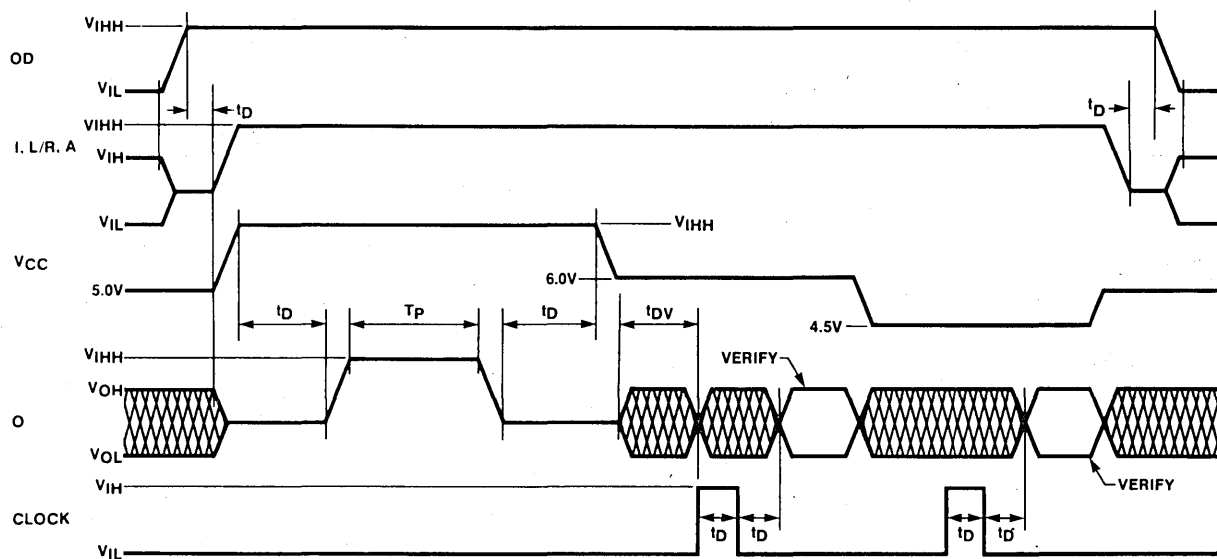 VIHH
OD
VIL
tD
tD
VIHH
I, L/R, A
VIH
VIL
VIHH
VCC
6.0V
5.0V
tD
TP
tD
tDV
4.5V
VIHH
VERIFY
VOH
O
VOL
VERIFY
VIH
CLOCK
tD
tD
tD
tD
VIL